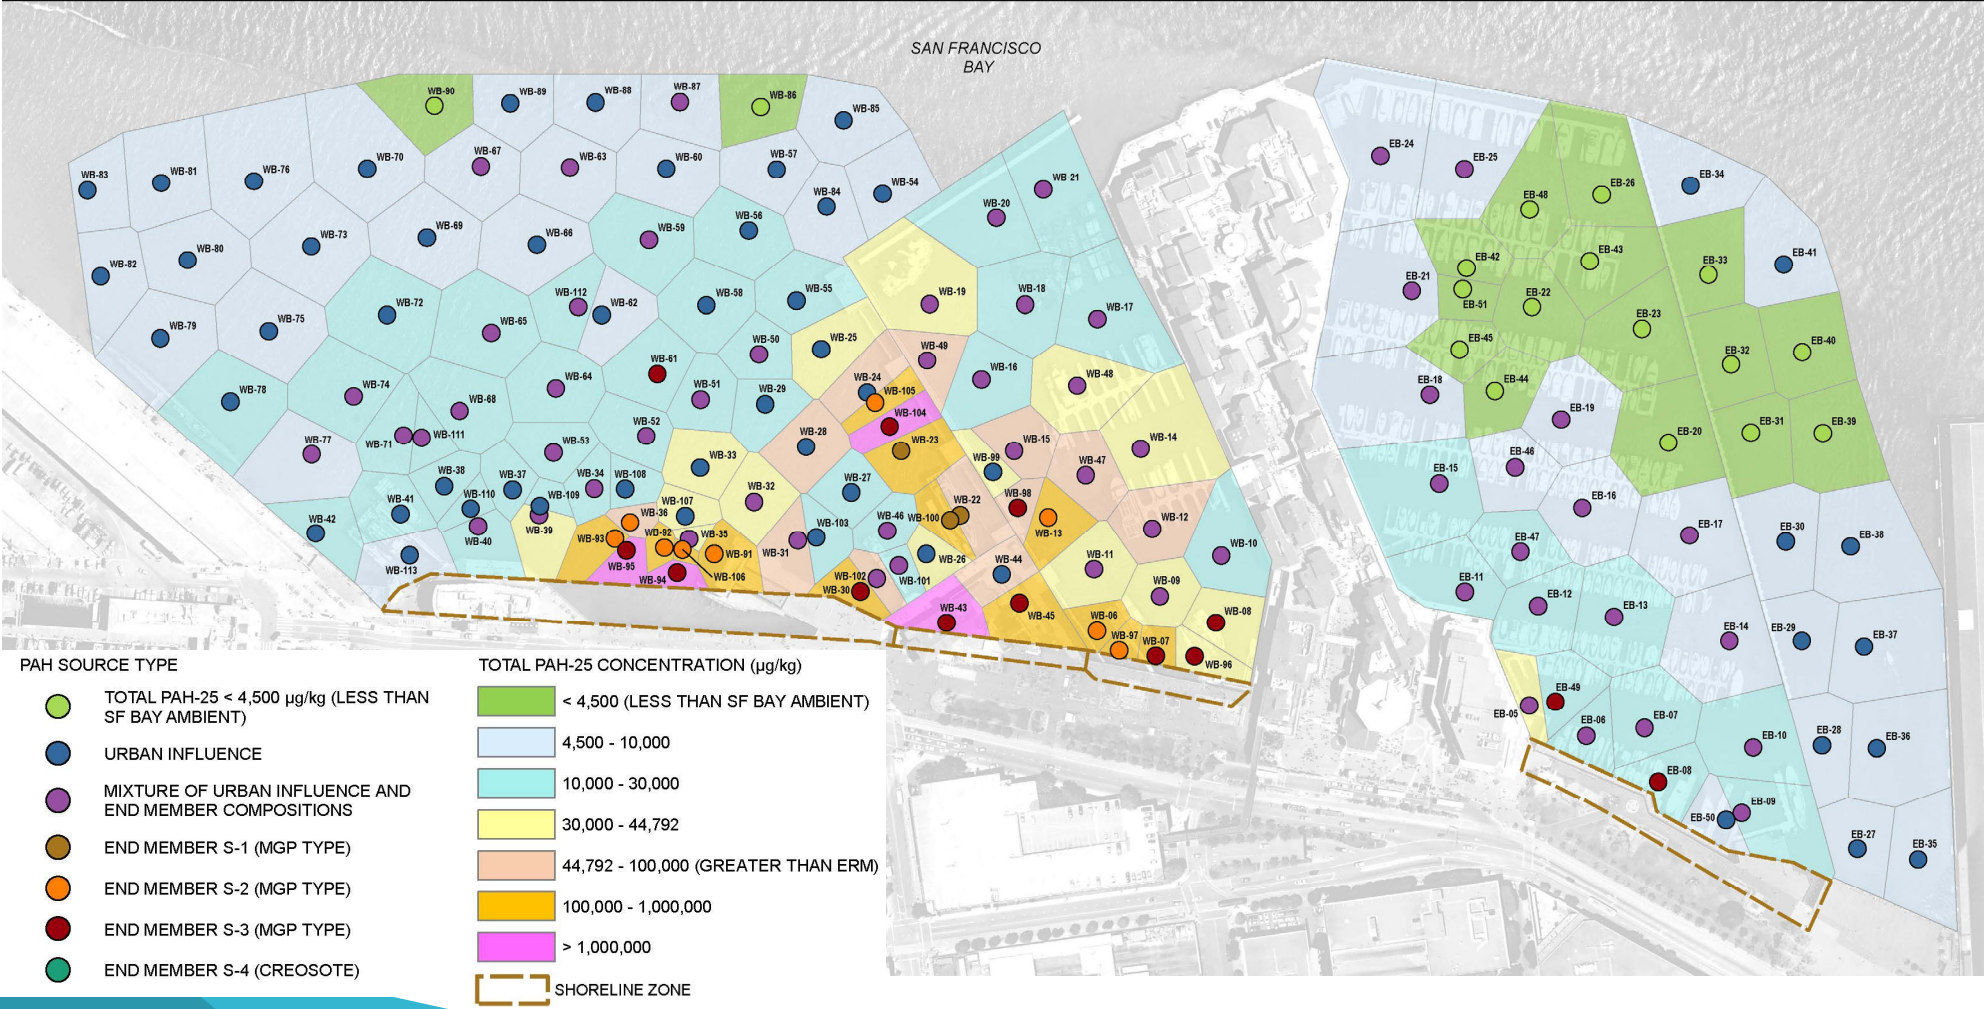 SAN FRANCISCO
BAY
WB-90
WB-89
WB-88
WB-87
WB-86
WB-85
WB-83
WB-81
WB-76
WB-70
WB-67
WB-63
WB-60
WB-57
WB-84
WB-54
WB-82
WB-80
WB-73
WB-69
WB-66
WB-59
WB-56
WB-20
WB-21
WB-79
WB-75
WB-72
WB-65
WB-112
WB-62
WB-58
WB-55
WB-19
WB-18
WB-17
WB-78
WB-74
WB-68
WB-64
WB-61
WB-50
WB-51
WB-29
WB-25
WB-24
WB-105
WB-49
WB-16
WB-48
WB-77
WB-71
WB-111
WB-53
WB-52
WB-28
WB-104
WB-23
WB-99
WB-15
WB-47
WB-14
WB-42
WB-41
WB-38
WB-110
WB-40
WB-37
WB-109
WB-39
WB-34
WB-108
WB-33
WB-32
WB-27
WB-107
WB-36
WB-93
WB-92
WB-35
WB-91
WB-106
WB-95
WB-94
WB-31
WB-103
WB-46
WB-100
WB-22
WB-98
WB-13
WB-12
WB-10
WB-113
WB-102
WB-30
WB-101
WB-26
WB-44
WB-11
WB-09
WB-43
WB-45
WB-06
WB-97
WB-07
WB-08
WB-96
EB-24
EB-25
EB-48
EB-26
EB-34
EB-42
EB-43
EB-33
EB-41
EB-21
EB-51
EB-22
EB-23
EB-45
EB-32
EB-40
EB-18
EB-44
EB-19
EB-20
EB-31
EB-39
EB-15
EB-46
EB-16
EB-17
EB-30
EB-38
EB-47
EB-11
EB-12
EB-13
EB-14
EB-29
EB-37
EB-05
EB-49
EB-06
EB-07
EB-10
EB-28
EB-36
EB-08
EB-50
EB-09
EB-27
EB-35
PAH SOURCE TYPE
TOTAL PAH-25 < 4,500 µg/kg (LESS THAN
SF BAY AMBIENT)
URBAN INFLUENCE
MIXTURE OF URBAN INFLUENCE AND
END MEMBER COMPOSITIONS
END MEMBER S-1 (MGP TYPE)
END MEMBER S-2 (MGP TYPE)
END MEMBER S-3 (MGP TYPE)
END MEMBER S-4 (CREOSOTE)
TOTAL PAH-25 CONCENTRATION (µg/kg)
< 4,500 (LESS THAN SF BAY AMBIENT)
4,500 - 10,000
10,000 - 30,000
30,000 - 44,792
44,792 - 100,000 (GREATER THAN ERM)
100,000 - 1,000,000
> 1,000,000
SHORELINE ZONE